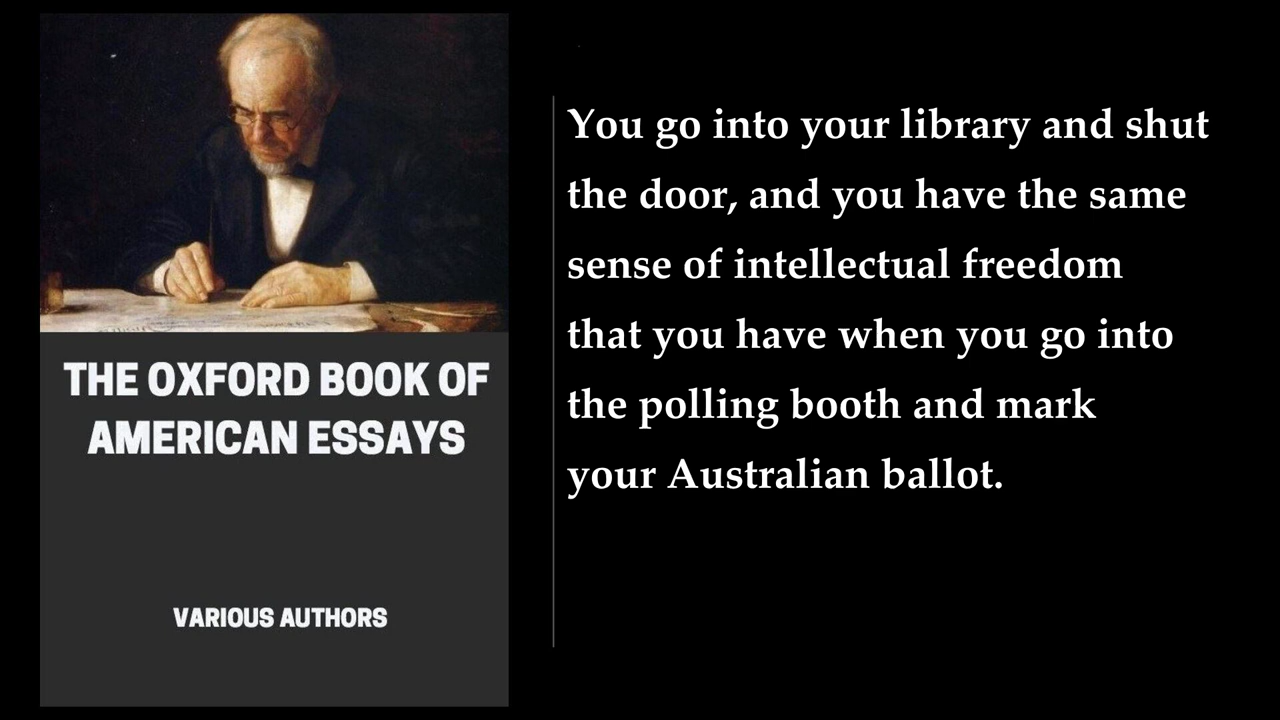 THE OXFORD BOOK OF
AMERICAN ESSAYS
VARIOUS AUTHORS
You go into your library and shut
the door, and you have the same
sense of intellectual freedom
that you have when you go into
the polling booth and mark
your Australian ballot.